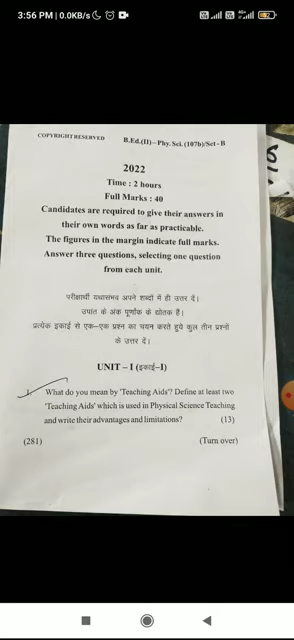 3:56 PM | 0.0KB/s
COPYRIGHT RESERVED
B.Ed.(II) – Phy. Sci. (107b)/Set - B
2022
Time : 2 hours
Full Marks : 40
Candidates are required to give their answers in
their own words as far as practicable.
The figures in the margin indicate full marks.
Answer three questions, selecting one question
from each unit.
परीक्षार्थी यथासंभव अपने शब्दों में ही उत्तर दें।
उपांत के अंक पूर्णांक के द्योतक हैं।
प्रत्येक इकाई से एक-एक प्रश्न का चयन करते हुये कुल तीन प्रश्नों
के उत्तर दें।
UNIT – I (इकाई-I)
1. What do you mean by 'Teaching Aids'? Define at least two
'Teaching Aids' which is used in Physical Science Teaching
and write their advantages and limitations? (13)
(281) (Turn over)